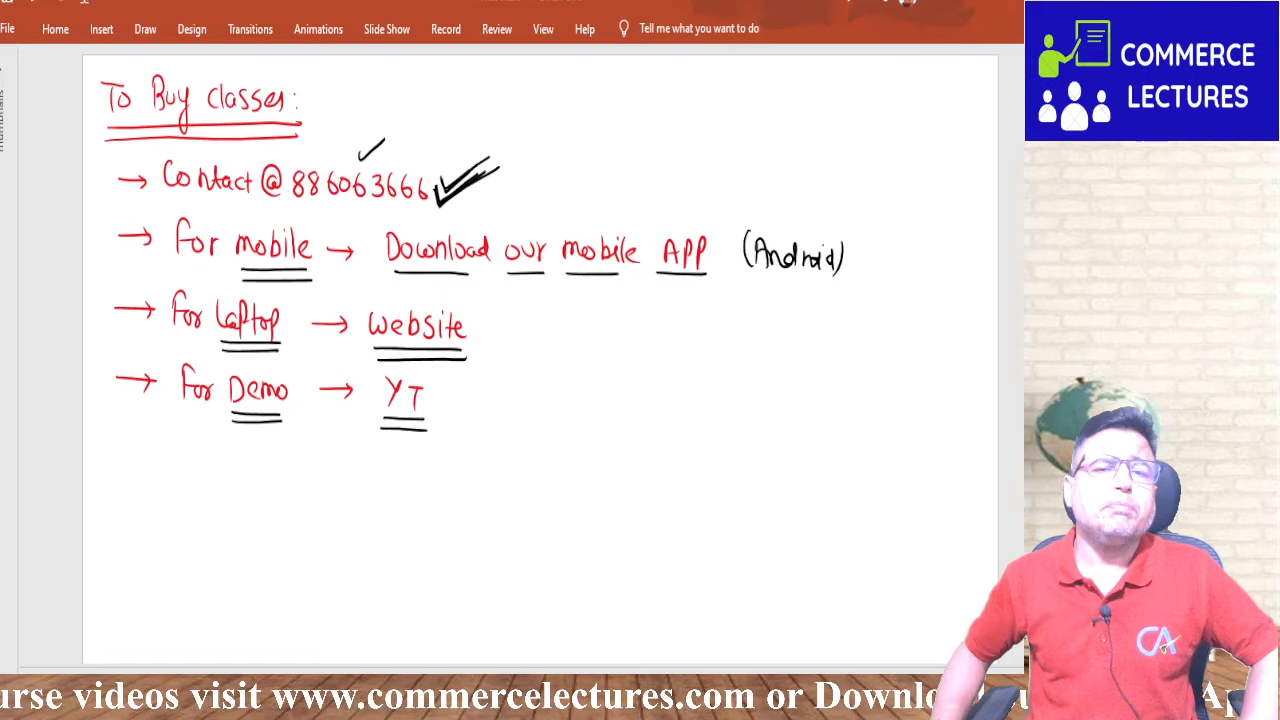 File Home Insert Draw Design Transitions Animations Slide Show Record Review View Help Tell me what you want to do
COMMERCE
LECTURES
To Buy classes:
→ Contact @ 886063666
→ For mobile → Download our mobile APP (Android)
→ For Laptop → Website
→ For Demo → YT
CA
urse videos visit www.commercelectures.com or Downlo